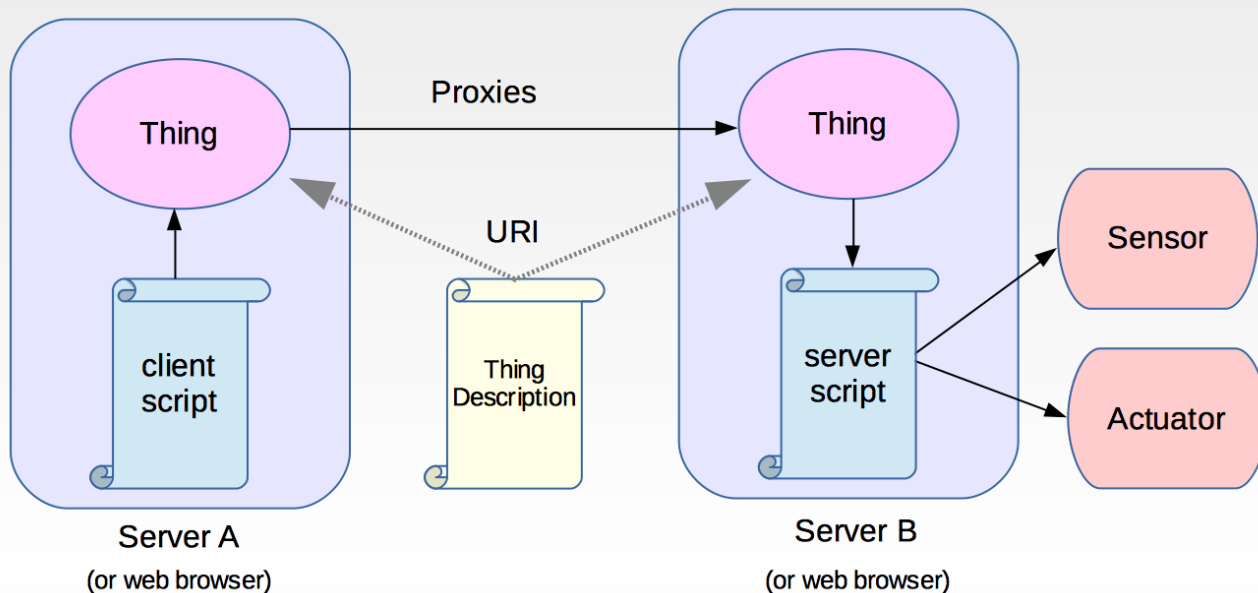 Proxies
Thing
Thing
URI
Sensor
client
script
Thing
Description
server
script
Actuator
Server A
(or web browser)
Server B
(or web browser)